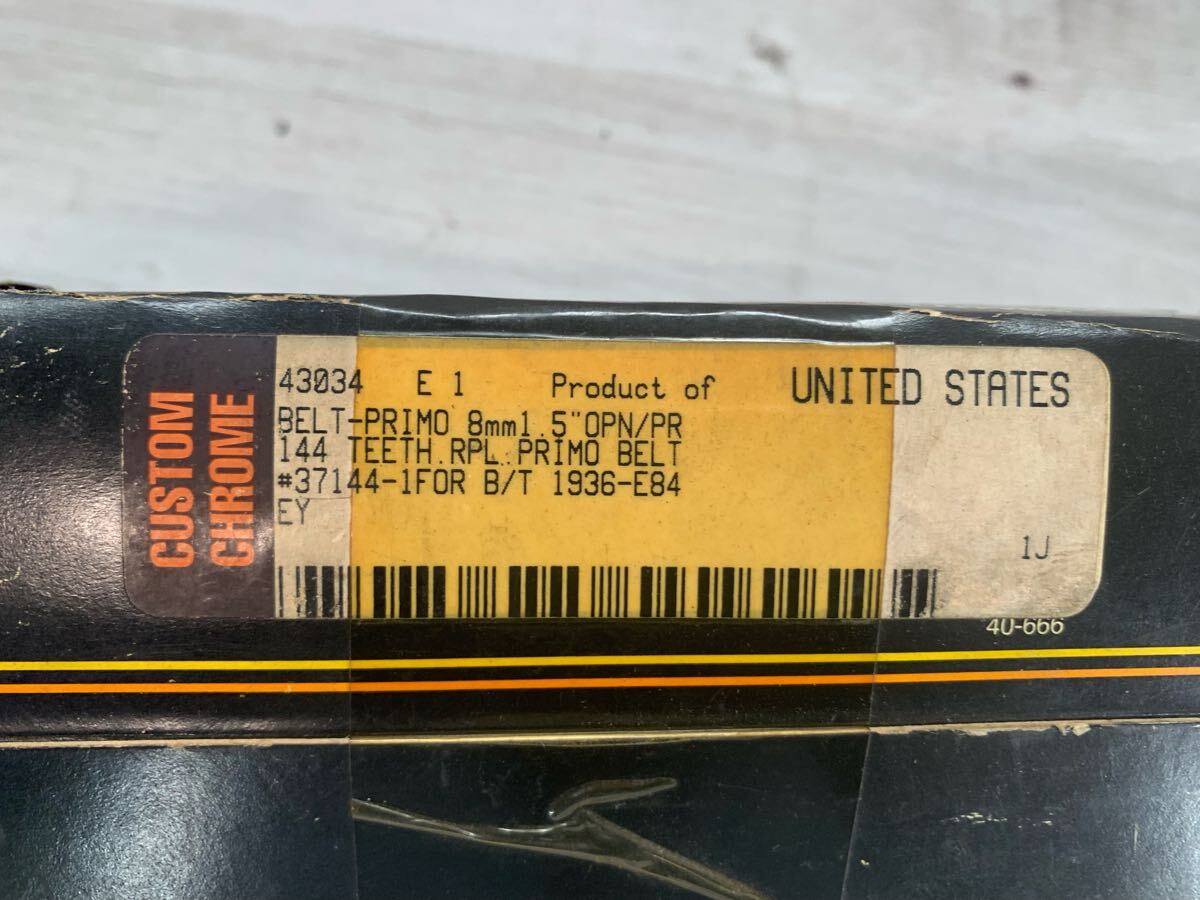 CUSTOM
CHROME
43034 E 1 Product of UNITED STATES
BELT-PRIMO 8mm1.5"OPN/PR
144 TEETH.RPL.PRIMO BELT
#37144-1FOR B/T 1936-E84
EY
1J
40-666